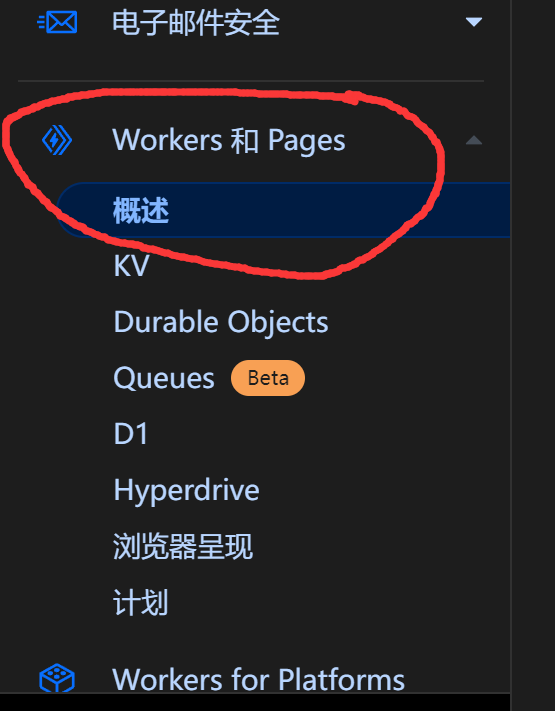 电子邮件安全
Workers 和 Pages
概述
KV
Durable Objects
Queues Beta
D1
Hyperdrive
浏览器呈现
计划
Workers for Platforms